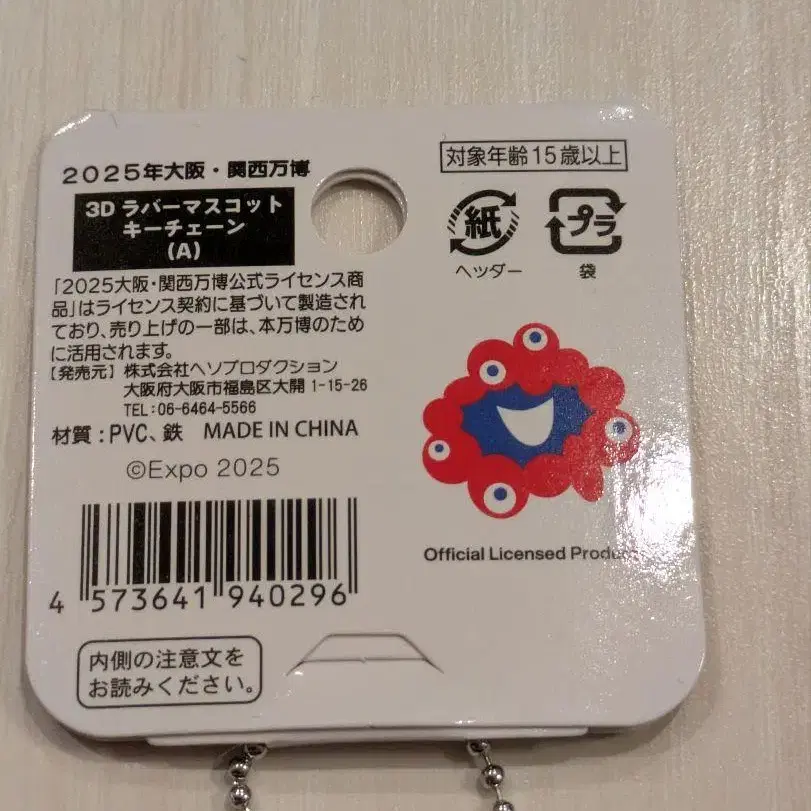 2025年大阪・関西万博
3D ラバーマスコット
キーチェーン
(A)
「2025大阪・関西万博公式ライセンス商
品」はライセンス契約に基づいて製造され
ており、売り上げの一部は、本万博のため
に活用されます。
【発売元】株式会社ヘソプロダクション
大阪府大阪市福島区大開 1-15-26
TEL:06-6464-5566
材質:PVC、鉄 MADE IN CHINA
©Expo 2025
4 573641 940296
内側の注意文を
お読みください。
対象年齢15歳以上
紙 プラ
ヘッダー 袋
Official Licensed Product